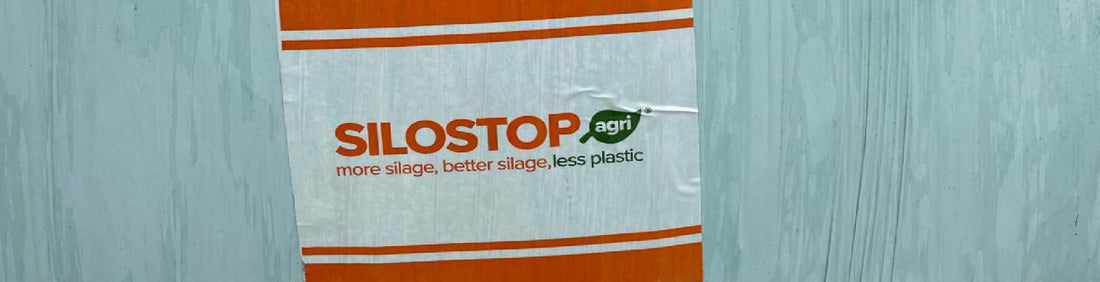 SILOSTOP agri®
more silage, better silage, less plastic